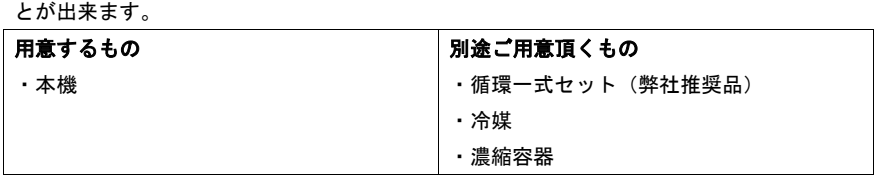 とが出来ます。
用意するもの
・本機
別途ご用意頂くもの
・循環一式セット（弊社推奨品）
・冷媒
・濃縮容器